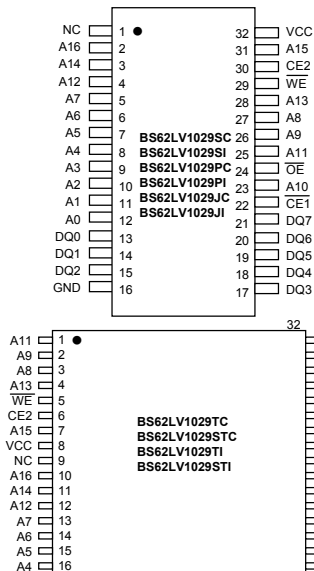 NC 1 32 VCC
A16 2 31 A15
A14 3 30 CE2
A12 4 29 WE
A7 5 28 A13
A6 6 27 A8
A5 7 BS62LV1029SC 26 A9
A4 8 BS62LV1029SI 25 A11
A3 9 BS62LV1029PC 24 OE
A2 10 BS62LV1029PI 23 A10
A1 11 BS62LV1029JC 22 CE1
A0 12 BS62LV1029JI 21 DQ7
DQ0 13 20 DQ6
DQ1 14 19 DQ5
DQ2 15 18 DQ4
GND 16 17 DQ3
32
A11 1
A9 2
A8 3
A13 4
WE 5
CE2 6
A15 7 BS62LV1029TC
VCC 8 BS62LV1029STC
NC 9 BS62LV1029TI
A16 10 BS62LV1029STI
A14 11
A12 12
A7 13
A6 14
A5 15
A4 16